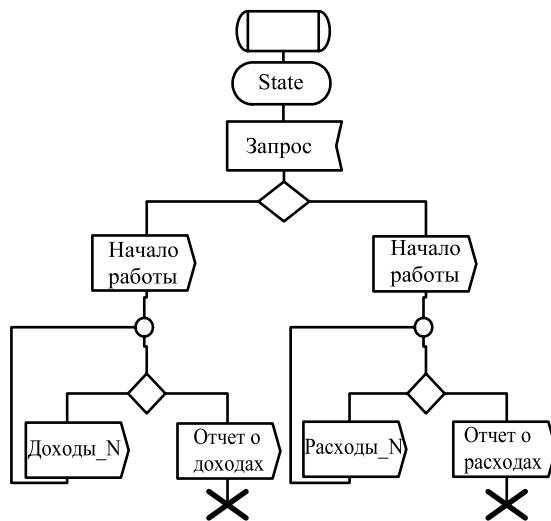 State
Запрос
Начало
работы
Начало
работы
Доходы_N
Отчет о
доходах
Расходы_N
Отчет о
расходах